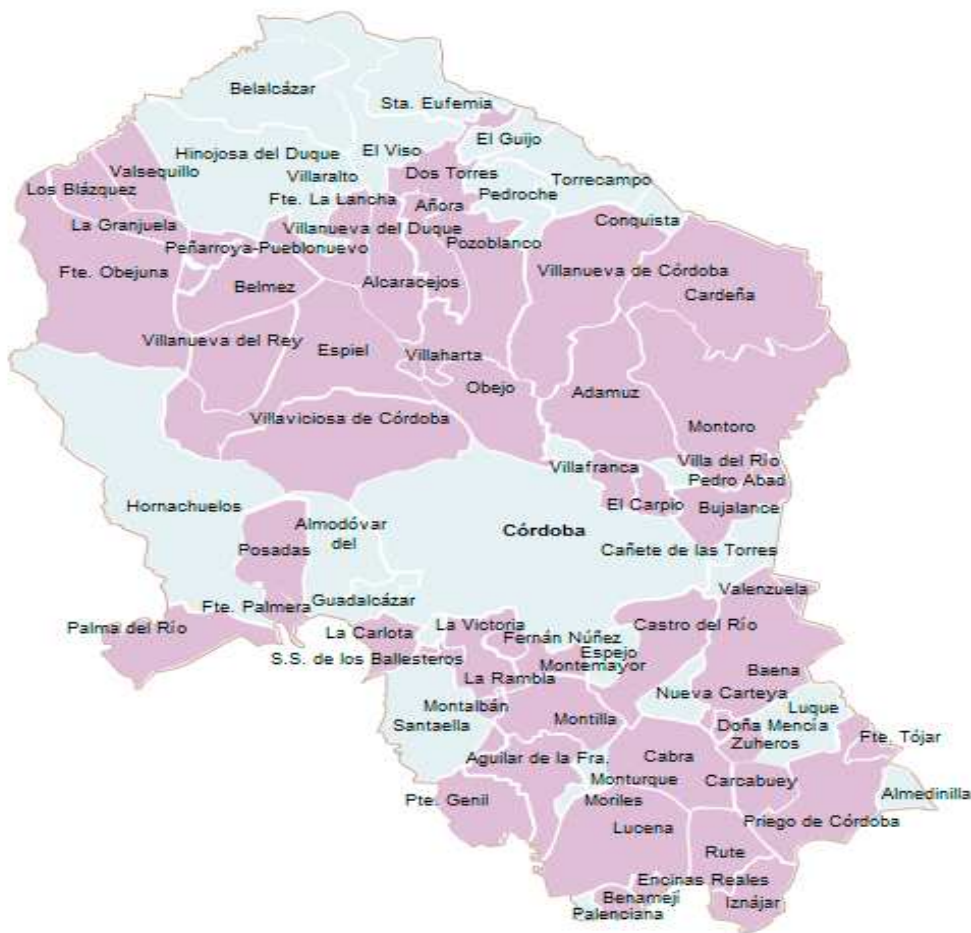 Belalcázar
Sta. Eufemia
El Guijo
Hinojosa del Duque
El Viso
Valsequillo
Villaralto
Dos Torres
Torrecampo
Los Blázquez
Fte. La Lancha
Añora
Pedroche
La Granjuela
Villanueva del Duque
Conquista
Peñarroya-Pueblonuevo
Pozoblanco
Fte. Obejuna
Belmez
Alcaracejos
Villanueva de Córdoba
Cardeña
Villanueva del Rey
Espiel
Villaharta
Obejo
Adamuz
Villaviciosa de Córdoba
Montoro
Villafranca
Villa del Río
Pedro Abad
Hornachuelos
El Carpio
Bujalance
Almodóvar
del
Córdoba
Posadas
Cañete de las Torres
Valenzuela
Fte. Palmera
Guadalcázar
Palma del Río
La Carlota
La Victoria
Fernán Núñez
Castro del Río
S.S. de los Ballesteros
Espejo
Montemayor
La Rambla
Baena
Nueva Carteya
Montalbán
Luque
Santaella
Montilla
Doña Mencía
Zuheros
Fte. Tójar
Aguilar de la Fra.
Cabra
Monturque
Carcabuey
Almedinilla
Pte. Genil
Moriles
Lucena
Priego de Córdoba
Rute
Encinas Reales
Benamejí
Iznájar
Palenciana